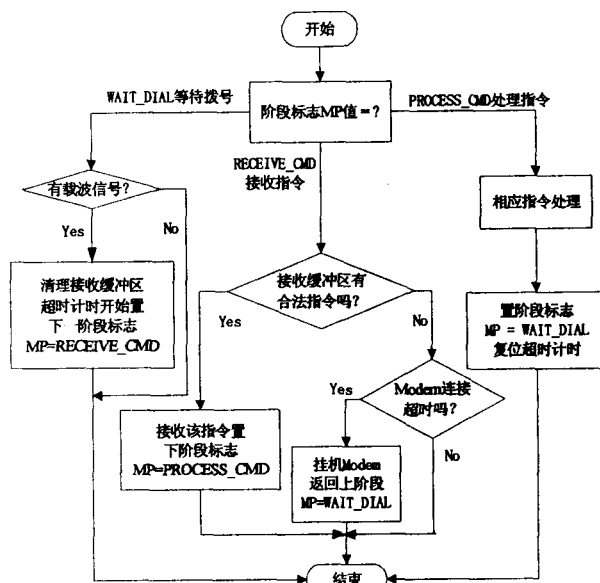 开始
WAIT_DIAL等待拨号
阶段标志MP值=?
PROCESS_CMD处理指令
RECEIVE_CMD
接收指令
有载波信号?
相应指令处理
Yes
No
清理接收缓冲区
超时计时开始置
下一阶段标志
MP=RECEIVE_CMD
接收缓冲区有
合法指令吗?
Yes
No
置阶段标志
MP = WAIT_DIAL
复位超时计时
Modem连接
超时吗?
Yes
No
接收该指令置
下阶段标志
MP=PROCESS_CMD
挂机Modem
返回上阶段
MP=WAIT_DIAL
结束